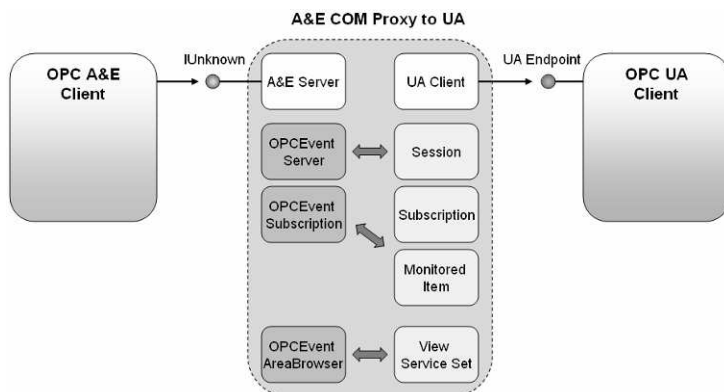 A&E COM Proxy to UA
OPC A&E
Client
IUnknown
A&E Server
UA Client
UA Endpoint
OPC UA
Client
OPCEvent
Server
Session
OPCEvent
Subscription
Subscription
Monitored
Item
OPCEvent
AreaBrowser
View
Service Set